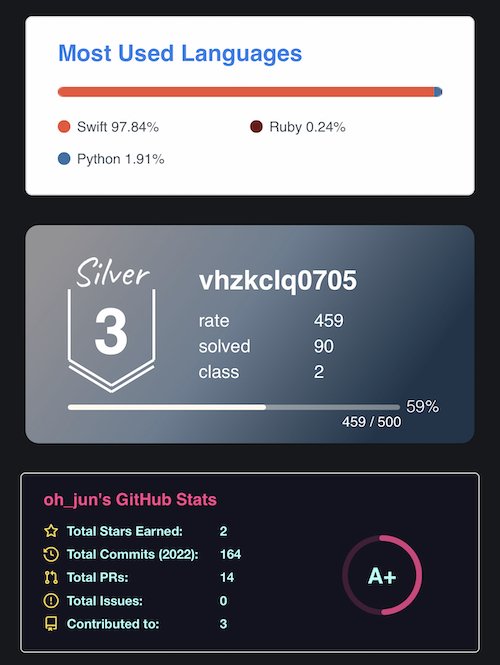 Most Used Languages
Swift 97.84%
Ruby 0.24%
Python 1.91%
Silver
3
vhzkclq0705
rate 459
solved 90
class 2
59%
459 / 500
oh_jun's GitHub Stats
Total Stars Earned: 2
Total Commits (2022): 164
Total PRs: 14
Total Issues: 0
Contributed to: 3
A+